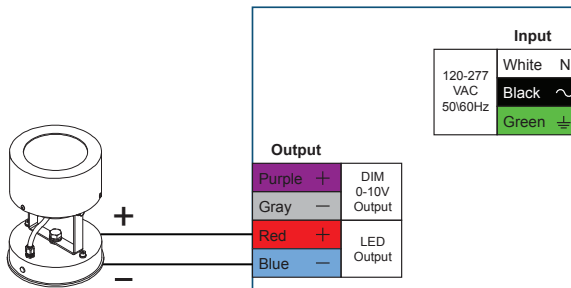 Input
120-277
VAC
50\60Hz
White N
Black
Green
Output
Purple +
Gray −
DIM
0-10V
Output
Red +
Blue −
LED
Output
+
−